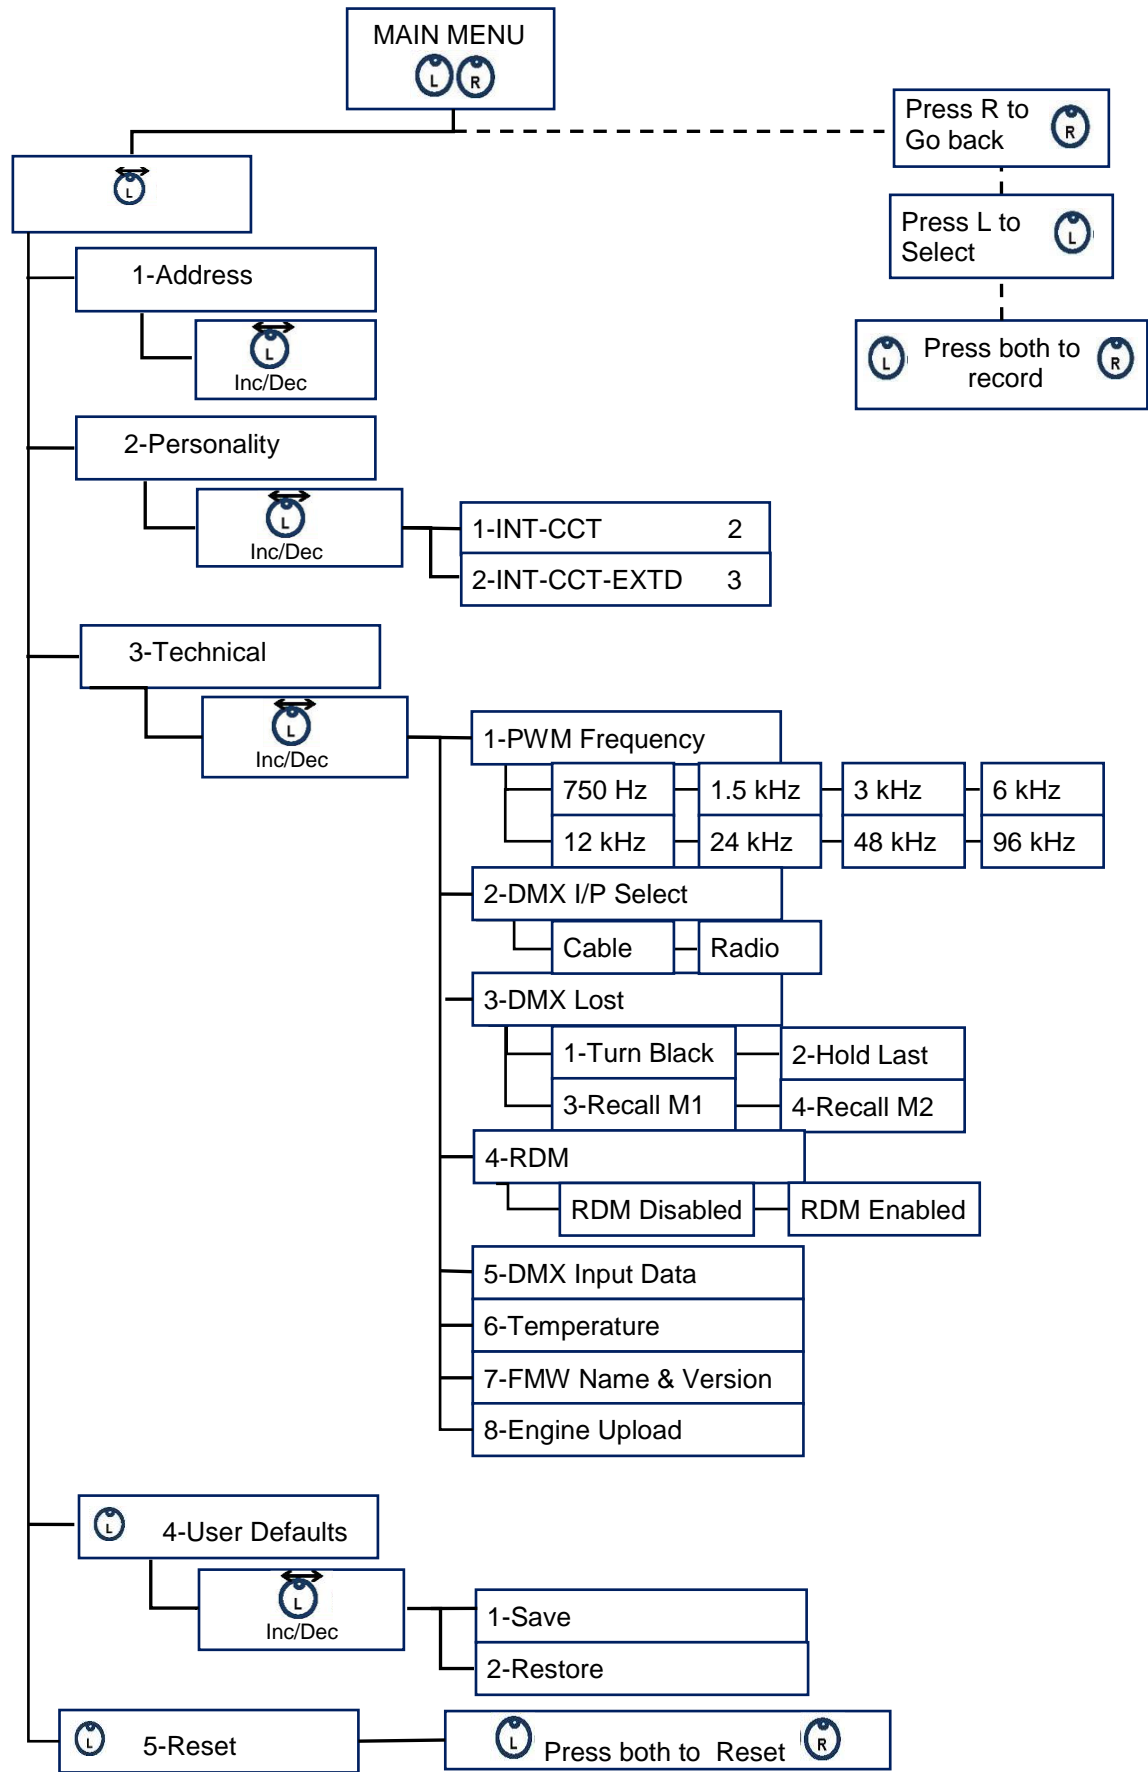 MAIN MENU
L R
Press R to
Go back
R
L
Press L to
Select
L
1-Address
L
Inc/Dec
L
Press both to
record
R
2-Personality
L
Inc/Dec
1-INT-CCT 2
2-INT-CCT-EXTD 3
3-Technical
L
Inc/Dec
1-PWM Frequency
750 Hz 1.5 kHz 3 kHz 6 kHz
12 kHz 24 kHz 48 kHz 96 kHz
2-DMX I/P Select
Cable Radio
3-DMX Lost
1-Turn Black 2-Hold Last
3-Recall M1 4-Recall M2
4-RDM
RDM Disabled RDM Enabled
5-DMX Input Data
6-Temperature
7-FMW Name & Version
8-Engine Upload
L 4-User Defaults
L
Inc/Dec
1-Save
2-Restore
L 5-Reset
L Press both to Reset R